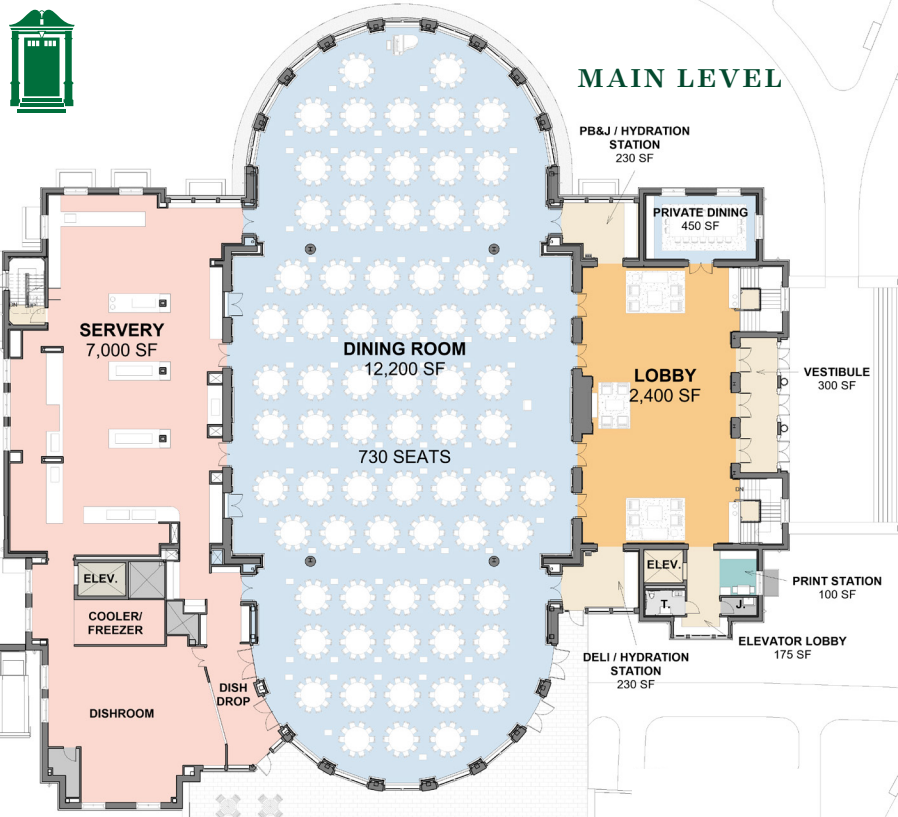 MAIN LEVEL
PB&J / HYDRATION
STATION
230 SF
PRIVATE DINING
450 SF
SERVERY
7,000 SF
DINING ROOM
12,200 SF
730 SEATS
LOBBY
2,400 SF
VESTIBULE
300 SF
DN
ELEV.
COOLER/
FREEZER
DISHROOM
DISH
DROP
ELEV.
T.
J.
PRINT STATION
100 SF
ELEVATOR LOBBY
175 SF
DELI / HYDRATION
STATION
230 SF